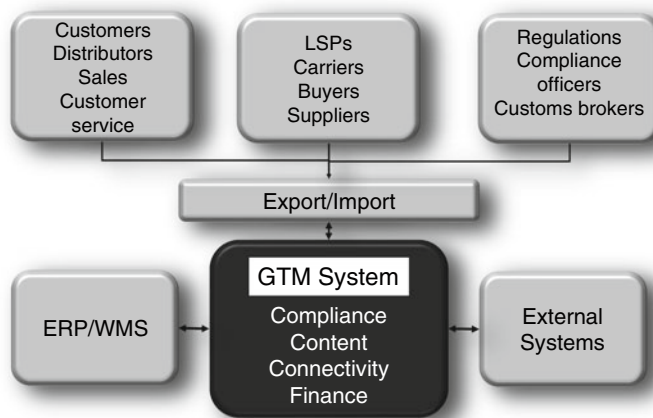 Customers
Distributors
Sales
Customer
service
LSPs
Carriers
Buyers
Suppliers
Regulations
Compliance
officers
Customs brokers
Export/Import
ERP/WMS
GTM System
Compliance
Content
Connectivity
Finance
External
Systems